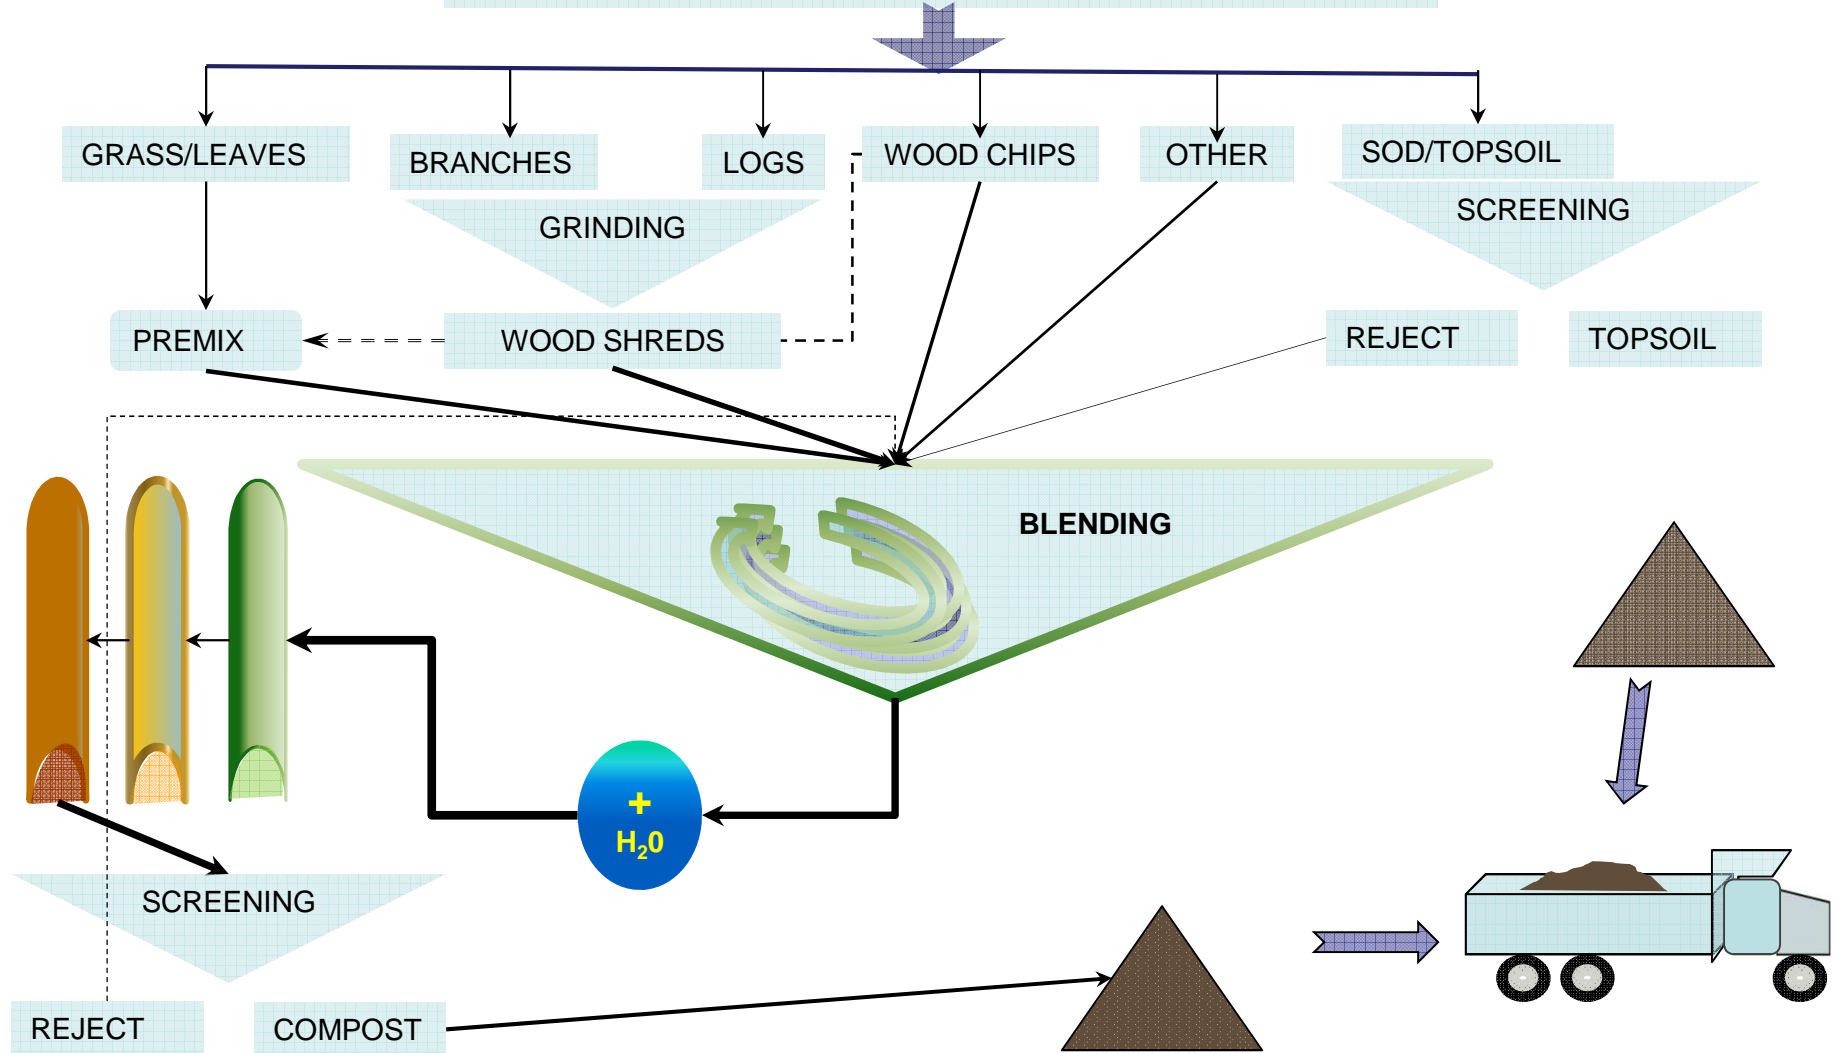 GRASS/LEAVES
BRANCHES
LOGS
WOOD CHIPS
OTHER
SOD/TOPSOIL
GRINDING
SCREENING
PREMIX
WOOD SHREDS
REJECT
TOPSOIL
BLENDING
+
H₂0
SCREENING
REJECT
COMPOST